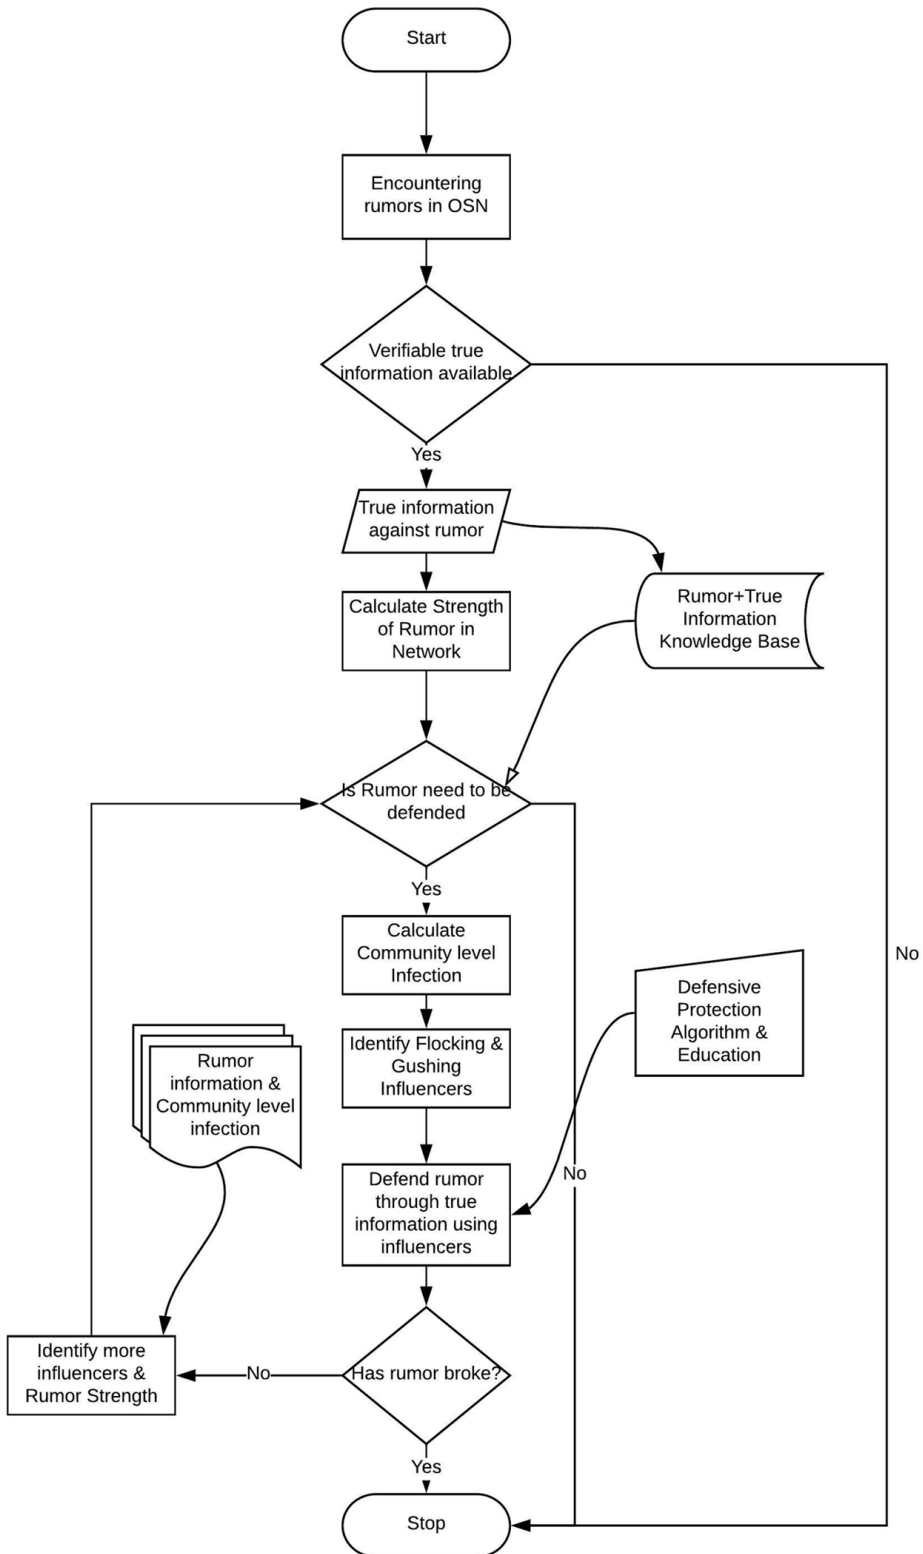 Start
Encountering
rumors in OSN
Verifiable true
information available
Yes
True information
against rumor
Rumor+True
Information
Knowledge Base
Calculate Strength
of Rumor in
Network
Is Rumor need to be
defended
Yes
Calculate
Community level
Infection
No
Defensive
Protection
Algorithm &
Education
Identify Flocking &
Gushing
Influencers
Rumor
information &
Community level
infection
No
Defend rumor
through true
information using
influencers
Identify more
influencers &
Rumor Strength
No
Has rumor broke?
Yes
Stop